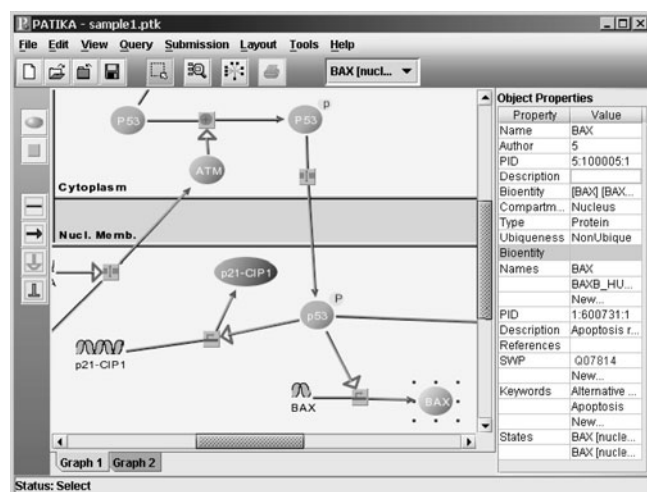 PATIKA - sample1.ptk
File Edit View Query Submission Layout Tools Help
BAX [nucl...
P53
P53
p
ATM
Cytoplasm
Nucl. Memb.
p21-CIP1
p53
P
p21-CIP1
BAX
BAX
Graph 1 Graph 2
Status: Select
Object Properties
Property Value
Name BAX
Author 5
PID 5:100005:1
Description
Bioentity [BAX] [BAX...
Compartm... Nucleus
Type Protein
Ubiqueness NonUbique
Bioentity
Names BAX
BAXB_HU...
New...
PID 1:600731:1
Description Apoptosis r...
References
SWP Q07814
New...
Keywords Alternative ...
Apoptosis
New...
States BAX [nucle...
BAX [nucle...